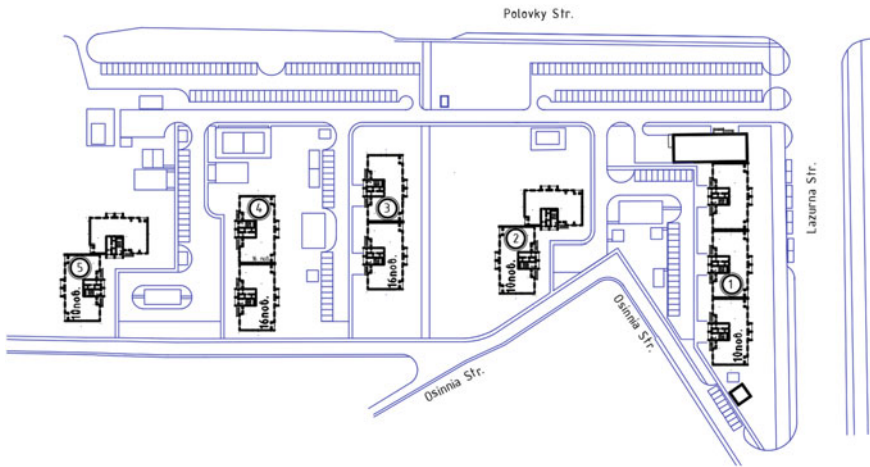 Polovky Str.
Lazurna Str.
3
4
2
5
1
16пов.
10пов.
10пов.
16пов.
10пов.
Osinnia Str.
Osinnia Str.